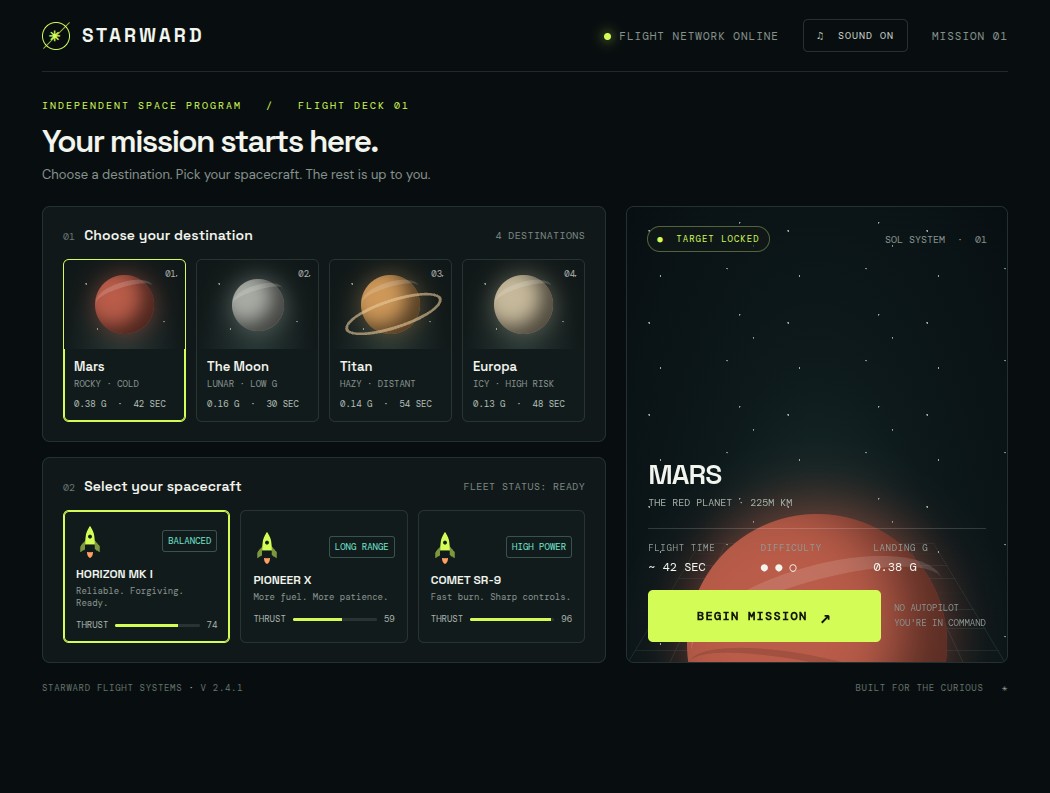 STARWARD
FLIGHT NETWORK ONLINE
♫ SOUND ON
MISSION 01
INDEPENDENT SPACE PROGRAM / FLIGHT DECK 01
Your mission starts here.
Choose a destination. Pick your spacecraft. The rest is up to you.
01 Choose your destination
4 DESTINATIONS
01
Mars
ROCKY · COLD
0.38 G · 42 SEC
02
The Moon
LUNAR · LOW G
0.16 G · 30 SEC
03
Titan
HAZY · DISTANT
0.14 G · 54 SEC
04
Europa
ICY · HIGH RISK
0.13 G · 48 SEC
02 Select your spacecraft
FLEET STATUS: READY
BALANCED
HORIZON MK I
Reliable. Forgiving.
Ready.
THRUST 74
LONG RANGE
PIONEER X
More fuel. More patience.
THRUST 59
HIGH POWER
COMET SR-9
Fast burn. Sharp controls.
THRUST 96
● TARGET LOCKED
SOL SYSTEM · 01
MARS
THE RED PLANET · 225M KM
FLIGHT TIME DIFFICULTY LANDING G
~ 42 SEC ● ● ○ 0.38 G
BEGIN MISSION ↗
NO AUTOPILOT
YOU'RE IN COMMAND
STARWARD FLIGHT SYSTEMS · V 2.4.1
BUILT FOR THE CURIOUS ✳